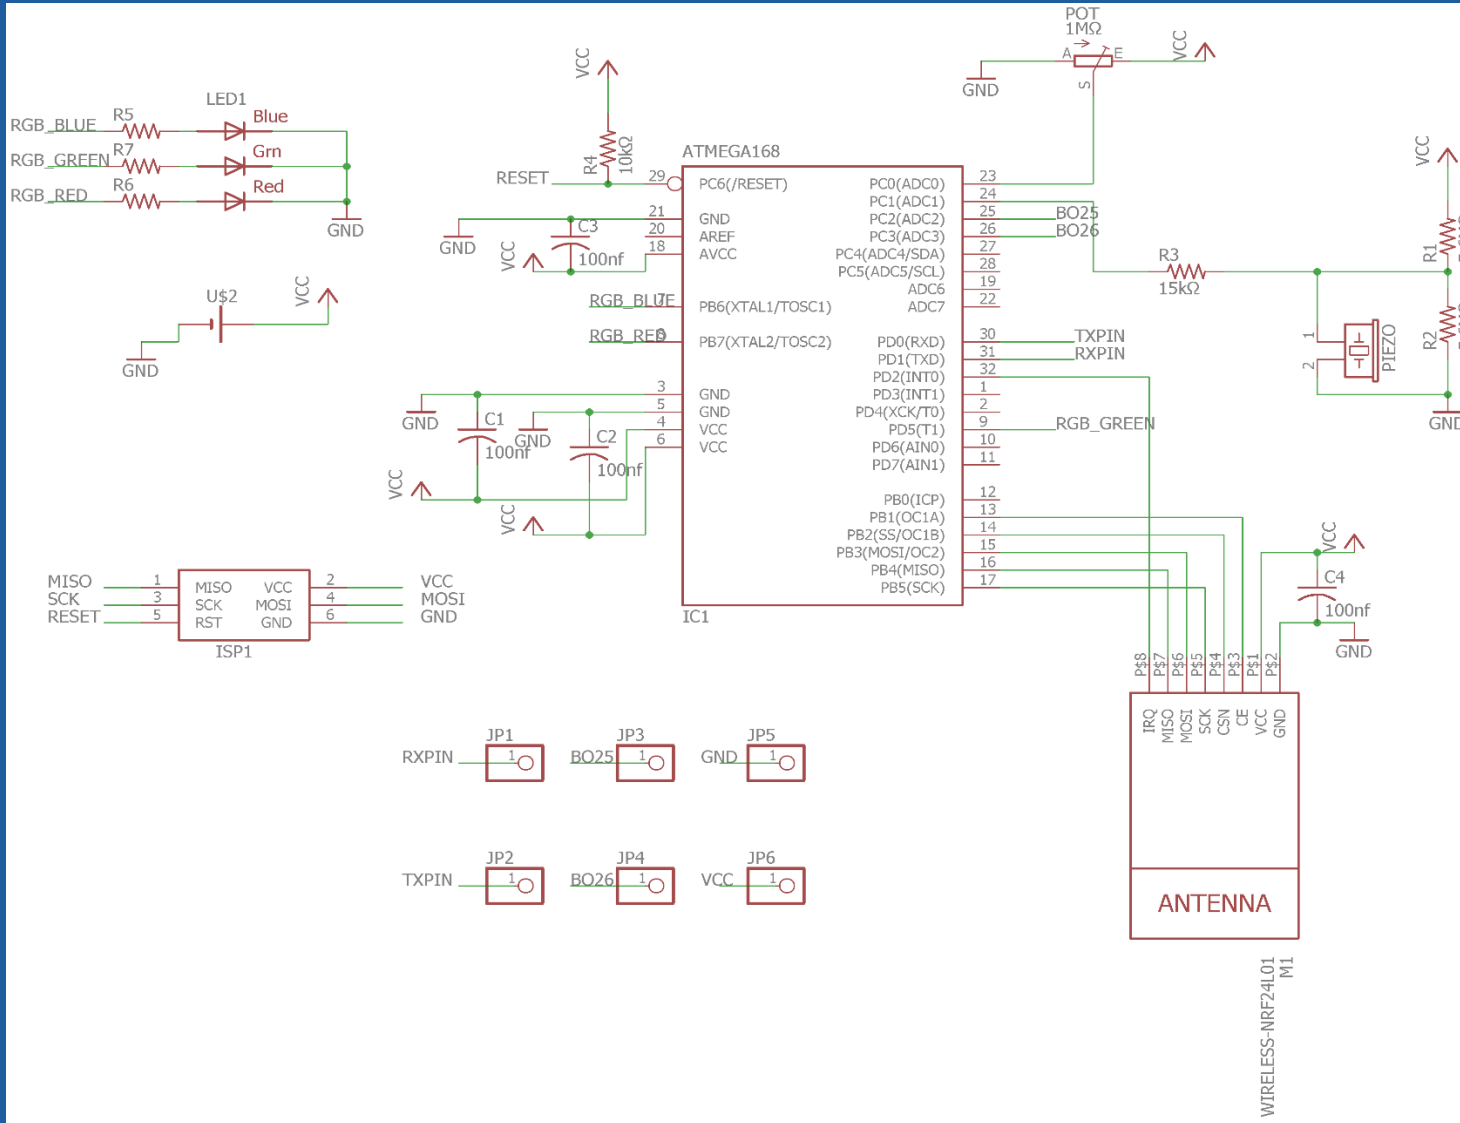 POT
1MΩ
A
E
S
VCC
GND
VCC
LED1
R5
Blue
RGB_BLUE
R7
Grn
RGB_GREEN
R6
Red
RGB_RED
GND
R4
10kΩ
RESET
ATMEGA168
29
PC6(/RESET)
21
GND
20
AREF
18
AVCC
GND
C3
100nf
VCC
RGB_BLUE
7
PB6(XTAL1/TOSC1)
RGB_RED
8
PB7(XTAL2/TOSC2)
3
GND
5
GND
4
VCC
6
VCC
GND
C1
100nf
GND
C2
100nf
VCC
VCC
PC0(ADC0)
23
PC1(ADC1)
24
PC2(ADC2)
25
BO25
PC3(ADC3)
26
BO26
PC4(ADC4/SDA)
27
PC5(ADC5/SCL)
28
ADC6
19
ADC7
22
PD0(RXD)
30
TXPIN
PD1(TXD)
31
RXPIN
PD2(INT0)
32
PD3(INT1)
1
PD4(XCK/T0)
2
PD5(T1)
9
RGB_GREEN
PD6(AIN0)
10
PD7(AIN1)
11
PB0(ICP)
12
PB1(OC1A)
13
PB2(SS/OC1B)
14
PB3(MOSI/OC2)
15
PB4(MISO)
16
PB5(SCK)
17
IC1
R3
15kΩ
VCC
R1
R2
1
2
PIEZO
GND
U$2
VCC
GND
MISO
1
MISO
VCC
2
VCC
SCK
3
SCK
MOSI
4
MOSI
RESET
5
RST
GND
6
GND
ISP1
VCC
C4
100nf
GND
P$8
P$7
P$6
P$5
P$4
P$3
P$1
P$2
IRQ
MISO
MOSI
SCK
CSN
CE
VCC
GND
ANTENNA
WIRELESS-NRF24L01
M1
JP1
RXPIN
1
JP3
BO25
1
JP5
GND
1
JP2
TXPIN
1
JP4
BO26
1
JP6
VCC
1